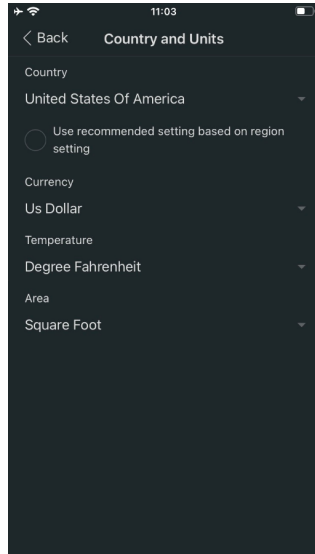 11:03
Back
Country and Units
Country
United States Of America
Use recommended setting based on region
setting
Currency
Us Dollar
Temperature
Degree Fahrenheit
Area
Square Foot